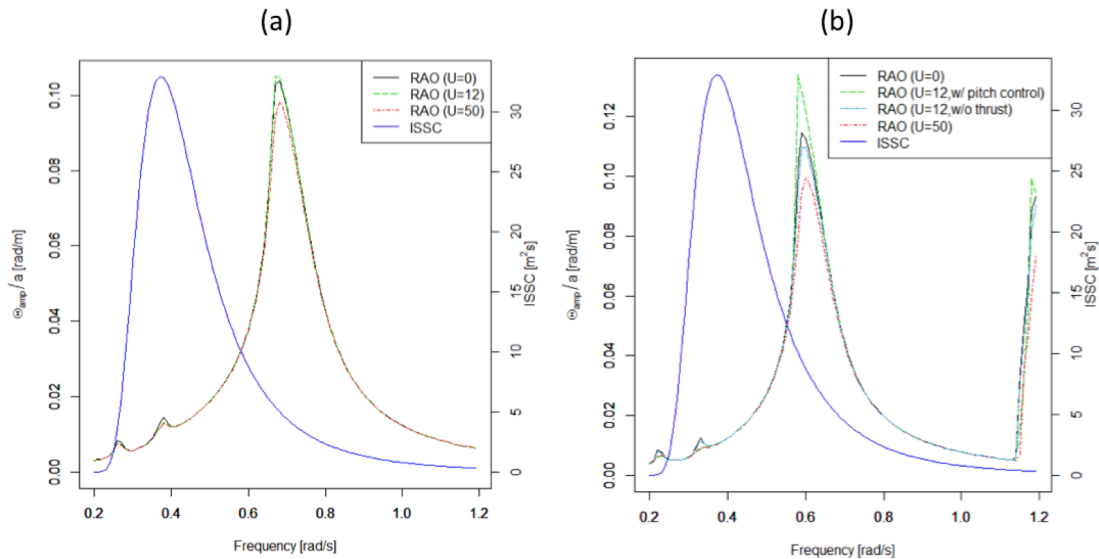 (a)
RAO (U=0)
RAO (U=12)
RAO (U=50)
ISSC
0.00
0.02
0.04
0.06
0.08
0.10
Θamp / a [rad/m]
0
5
10
15
20
25
30
ISSC [m²s]
0.2
0.4
0.6
0.8
1.0
1.2
Frequency [rad/s]
(b)
RAO (U=0)
RAO (U=12,w/ pitch control)
RAO (U=12,w/o thrust)
RAO (U=50)
ISSC
0.00
0.02
0.04
0.06
0.08
0.10
0.12
Θamp / a [rad/m]
0
5
10
15
20
25
30
ISSC [m²s]
0.2
0.4
0.6
0.8
1.0
1.2
Frequency [rad/s]